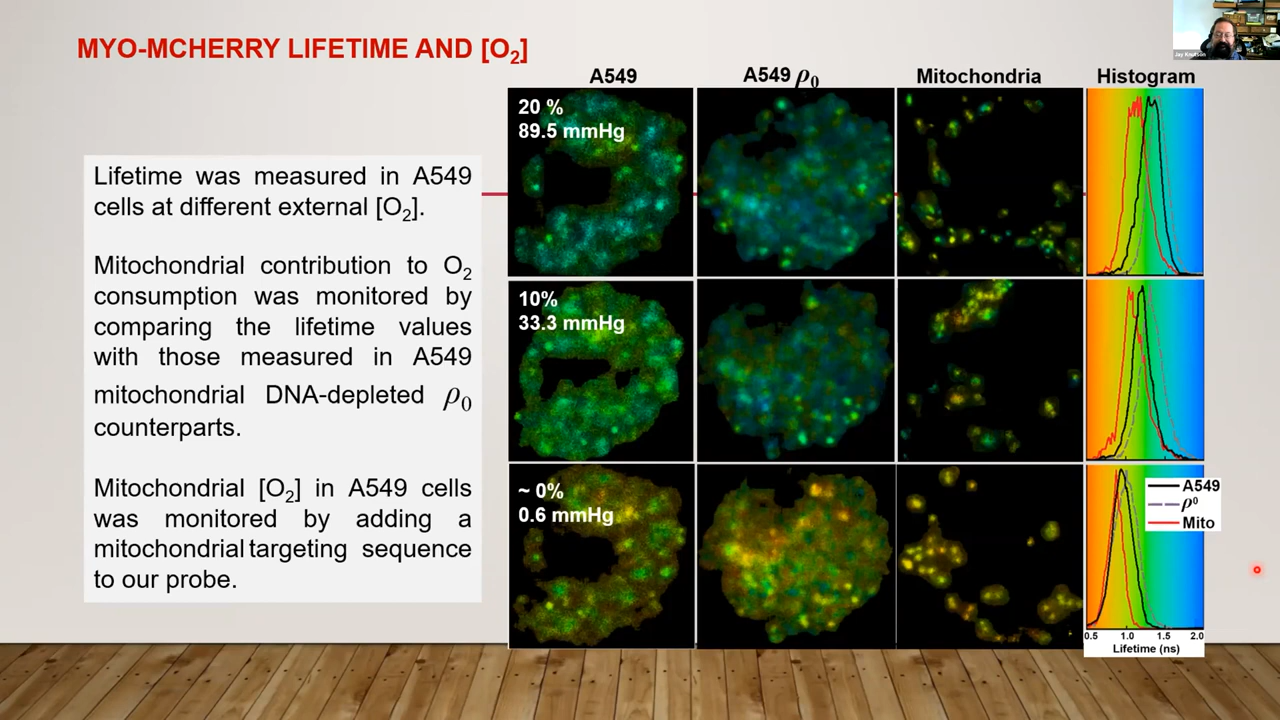 MYO-MCHERRY LIFETIME AND [O₂]
Jay Knutson
A549
A549 ρ₀
Mitochondria
Histogram
Lifetime was measured in A549
cells at different external [O₂].
Mitochondrial contribution to O₂
consumption was monitored by
comparing the lifetime values
with those measured in A549
mitochondrial DNA-depleted ρ₀
counterparts.
Mitochondrial [O₂] in A549 cells
was monitored by adding a
mitochondrial targeting sequence
to our probe.
20 %
89.5 mmHg
10%
33.3 mmHg
~ 0%
0.6 mmHg
A549
ρ⁰
Mito
0.5 1.0 1.5 2.0
Lifetime (ns)